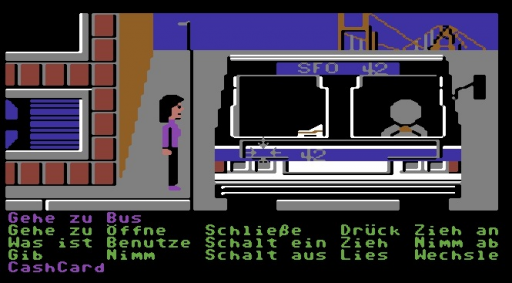 SFO 42
42
Gehe zu Bus
Gehe zu Öffne Schließe Drück Zieh an
Was ist Benutze Schalt ein Zieh Nimm ab
Gib Nimm Schalt aus Lies Wechsle
CashCard